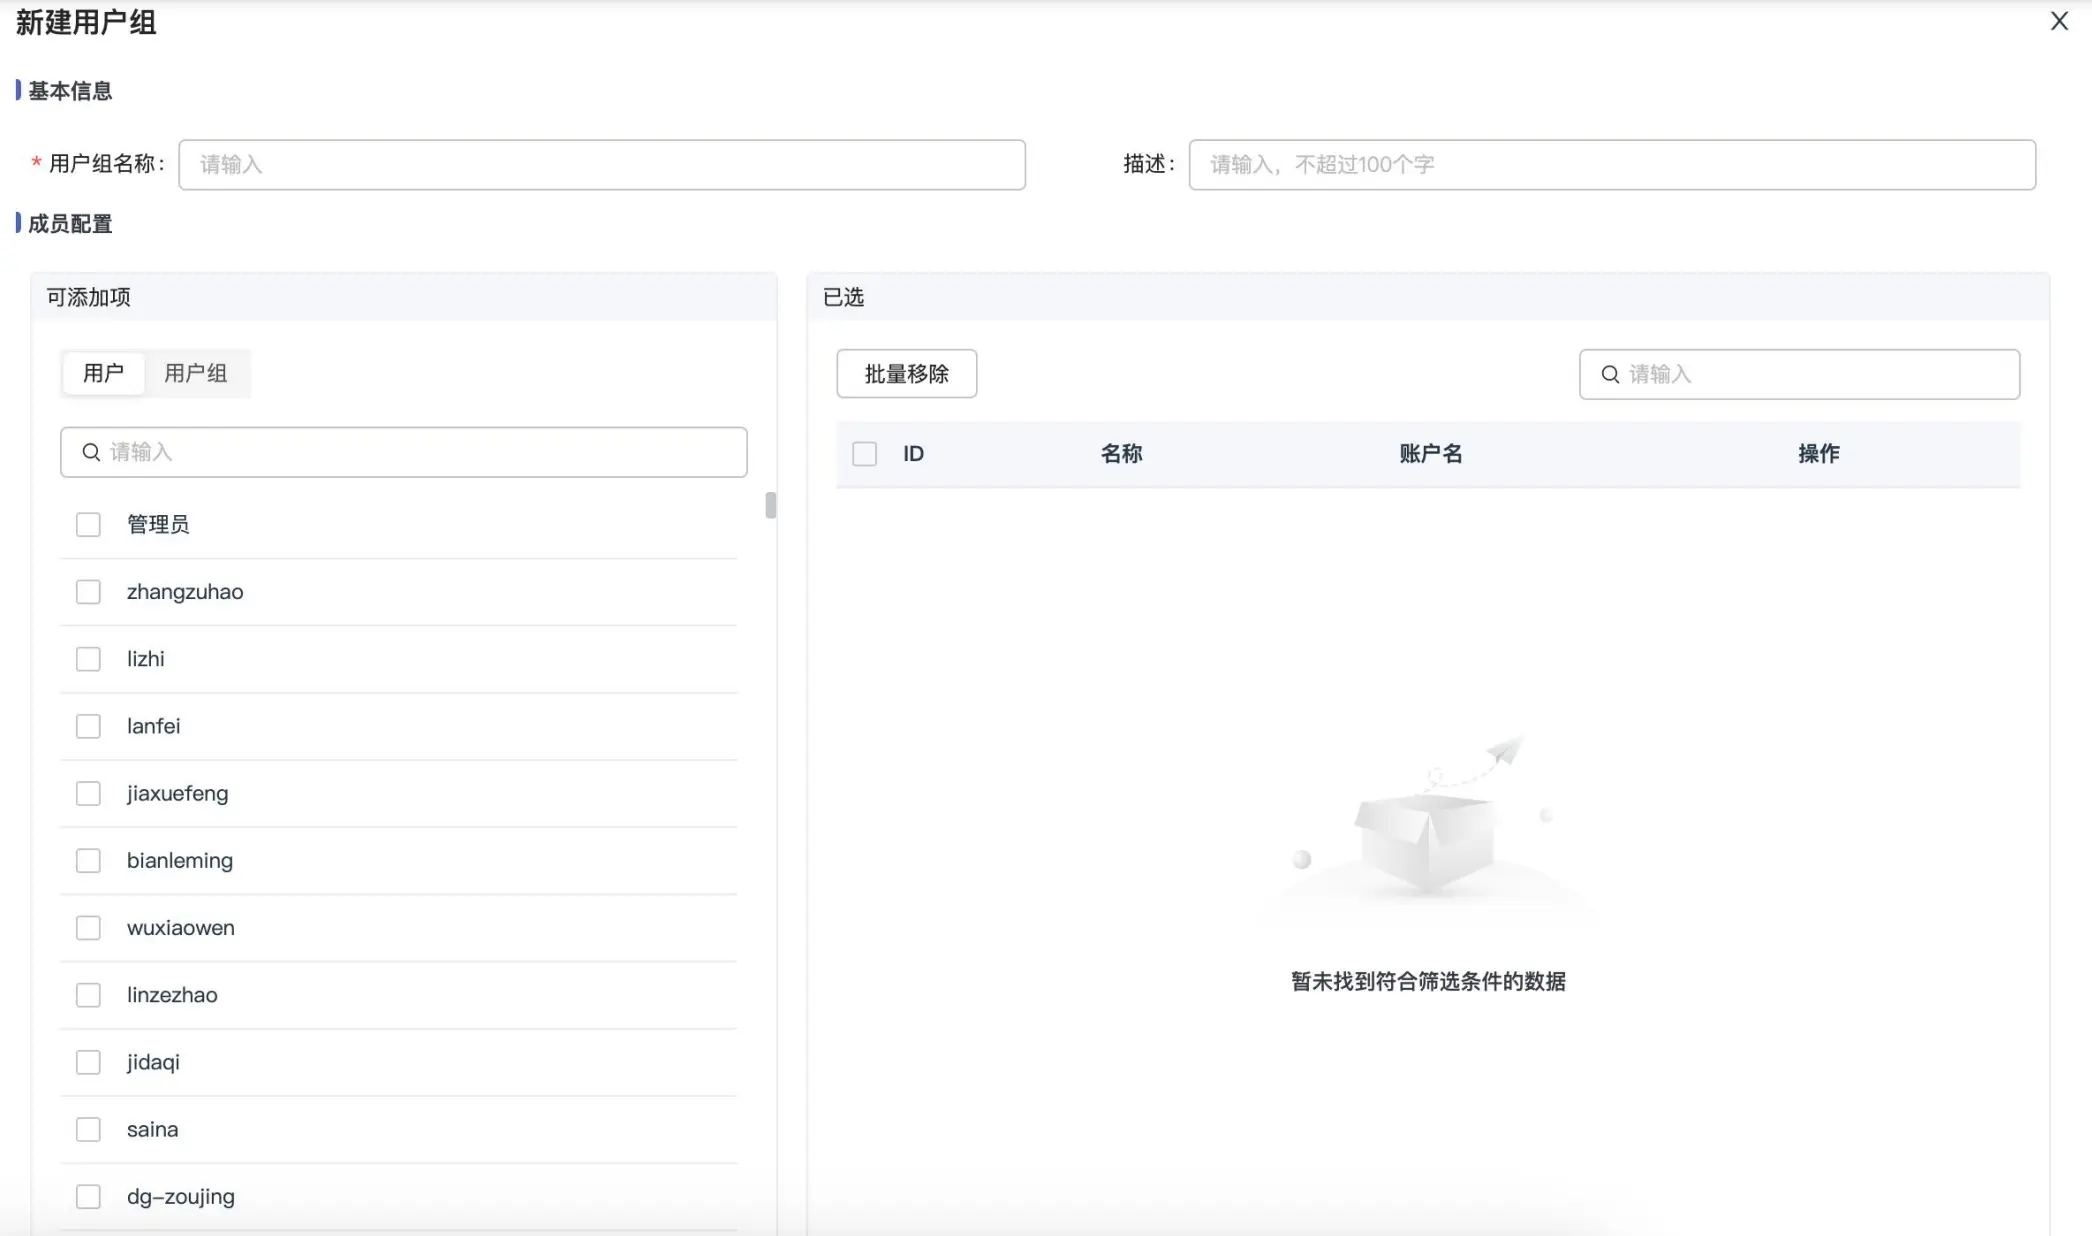 新建用户组
X
基本信息
* 用户组名称: 请输入
描述: 请输入，不超过100个字
成员配置
可添加项
用户 用户组
请输入
管理员
zhangzuhao
lizhi
lanfei
jiaxuefeng
bianleming
wuxiaowen
linzezhao
jidaqi
saina
dg-zoujing
已选
批量移除
请输入
ID 名称 账户名 操作
暂未找到符合筛选条件的数据